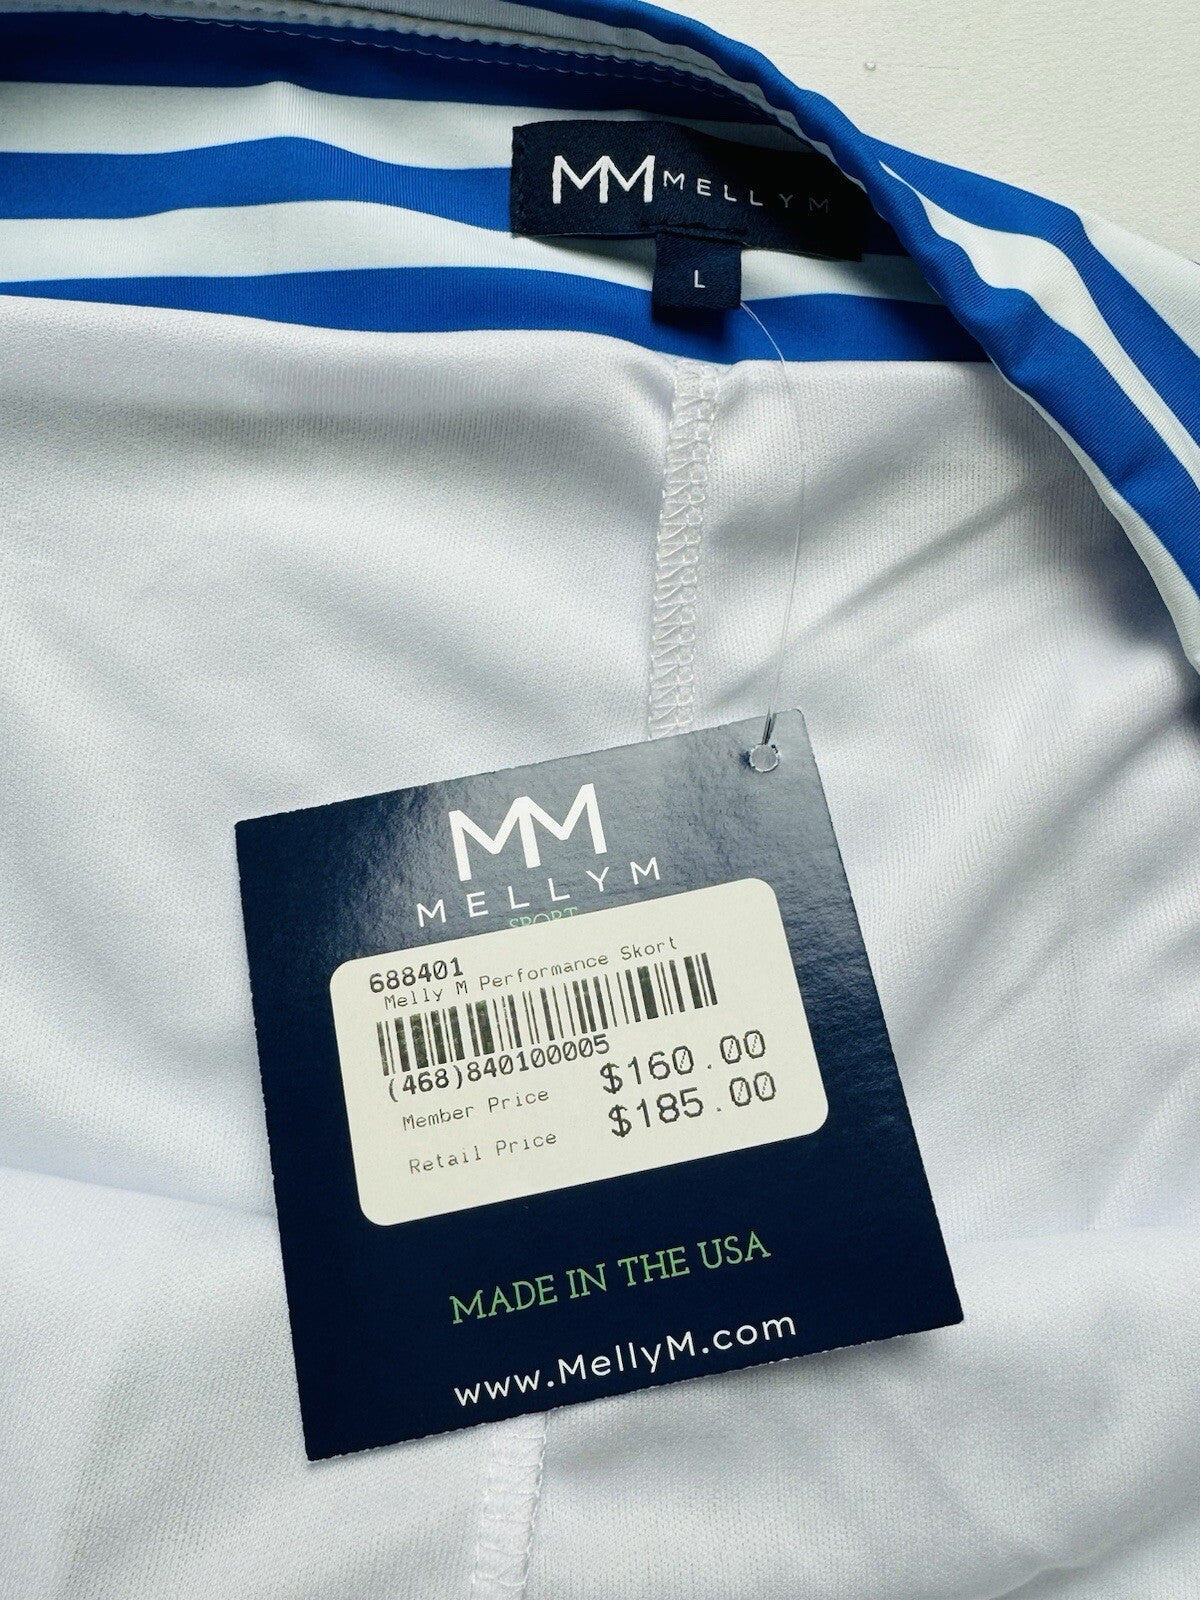 MM MELLYM
L
MM
MELLYM
SPORT
688401
Melly M Performance Skort
(468)840100005
Member Price $160.00
Retail Price $185.00
MADE IN THE USA
www.MellyM.com